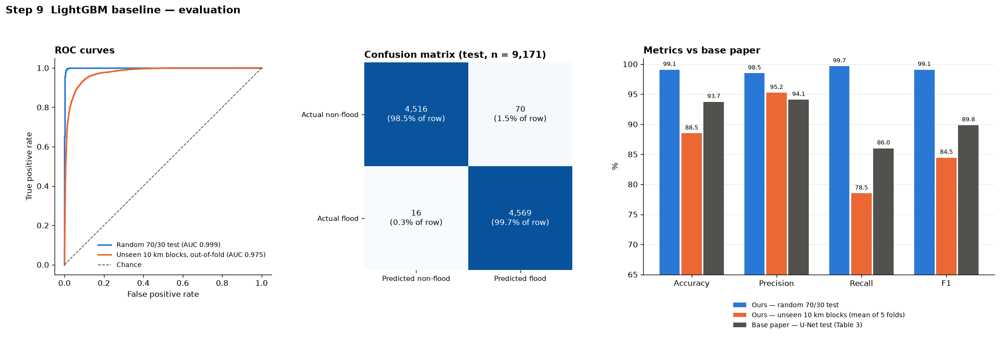 Step 9  LightGBM baseline — evaluation
ROC curves
True positive rate
1.0
0.8
0.6
0.4
0.2
0.0
0.0 0.2 0.4 0.6 0.8 1.0
False positive rate
Random 70/30 test (AUC 0.999)
Unseen 10 km blocks, out-of-fold (AUC 0.975)
Chance
Confusion matrix (test, n = 9,171)
Actual non-flood
Actual flood
4,516
(98.5% of row)
70
(1.5% of row)
16
(0.3% of row)
4,569
(99.7% of row)
Predicted non-flood
Predicted flood
Metrics vs base paper
%
100
95
90
85
80
75
70
65
99.1 88.5 93.7
98.5 95.2 94.1
99.7 78.5 86.0
99.1 84.5 89.8
Accuracy Precision Recall F1
Ours — random 70/30 test
Ours — unseen 10 km blocks (mean of 5 folds)
Base paper — U-Net test (Table 3)